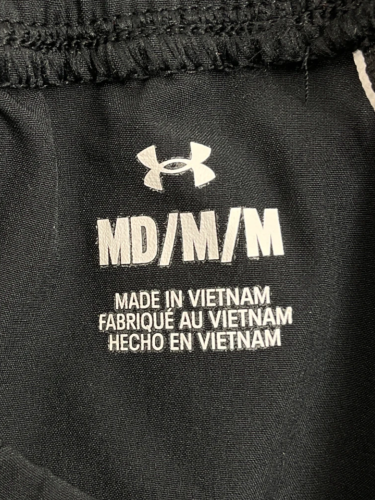 MD/M/M
MADE IN VIETNAM
FABRIQUÉ AU VIETNAM
HECHO EN VIETNAM